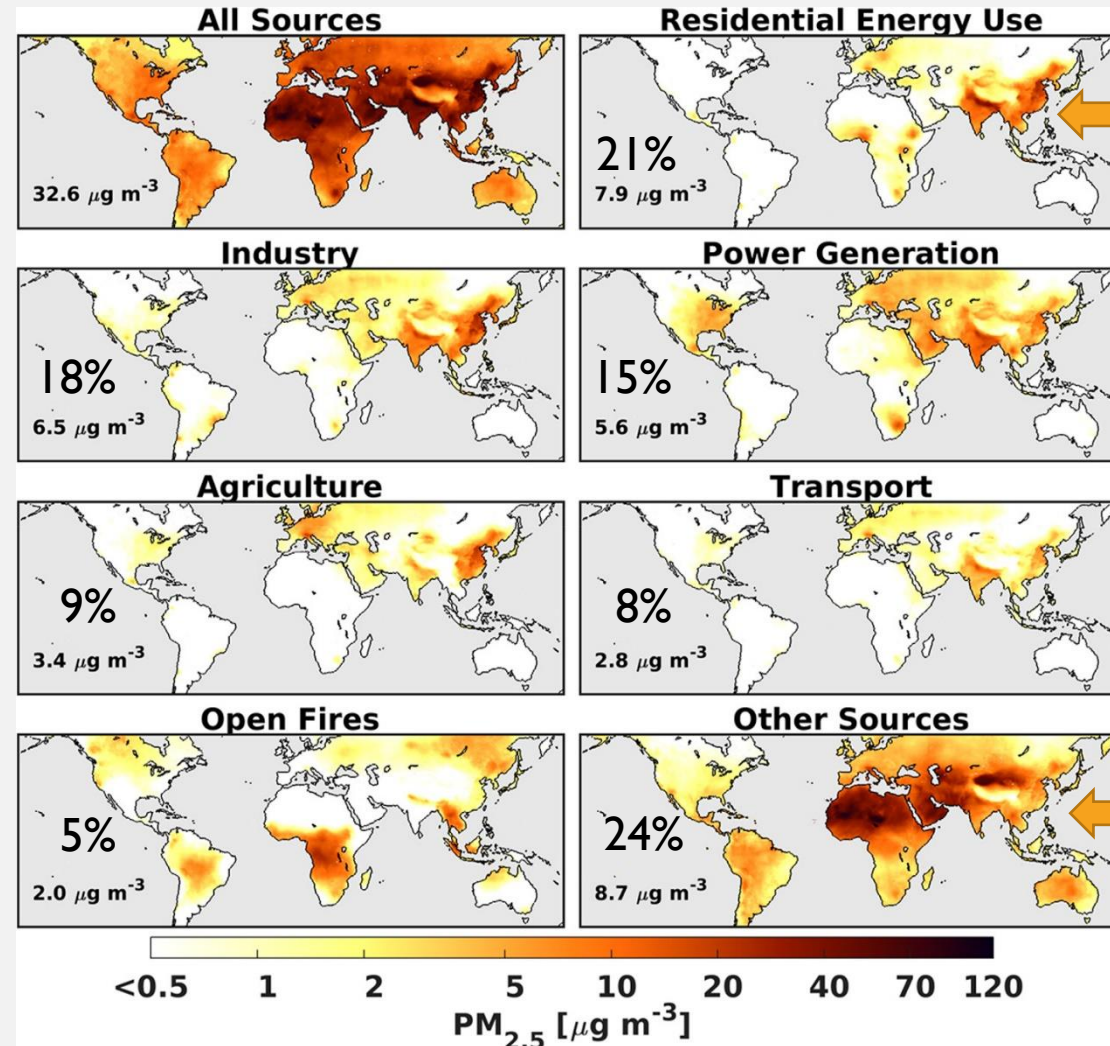 All Sources
32.6 μg m⁻³
Residential Energy Use
21%
7.9 μg m⁻³
Industry
18%
6.5 μg m⁻³
Power Generation
15%
5.6 μg m⁻³
Agriculture
9%
3.4 μg m⁻³
Transport
8%
2.8 μg m⁻³
Open Fires
5%
2.0 μg m⁻³
Other Sources
24%
8.7 μg m⁻³
<0.5 1 2 5 10 20 40 70 120
PM₂.₅ [μg m⁻³]